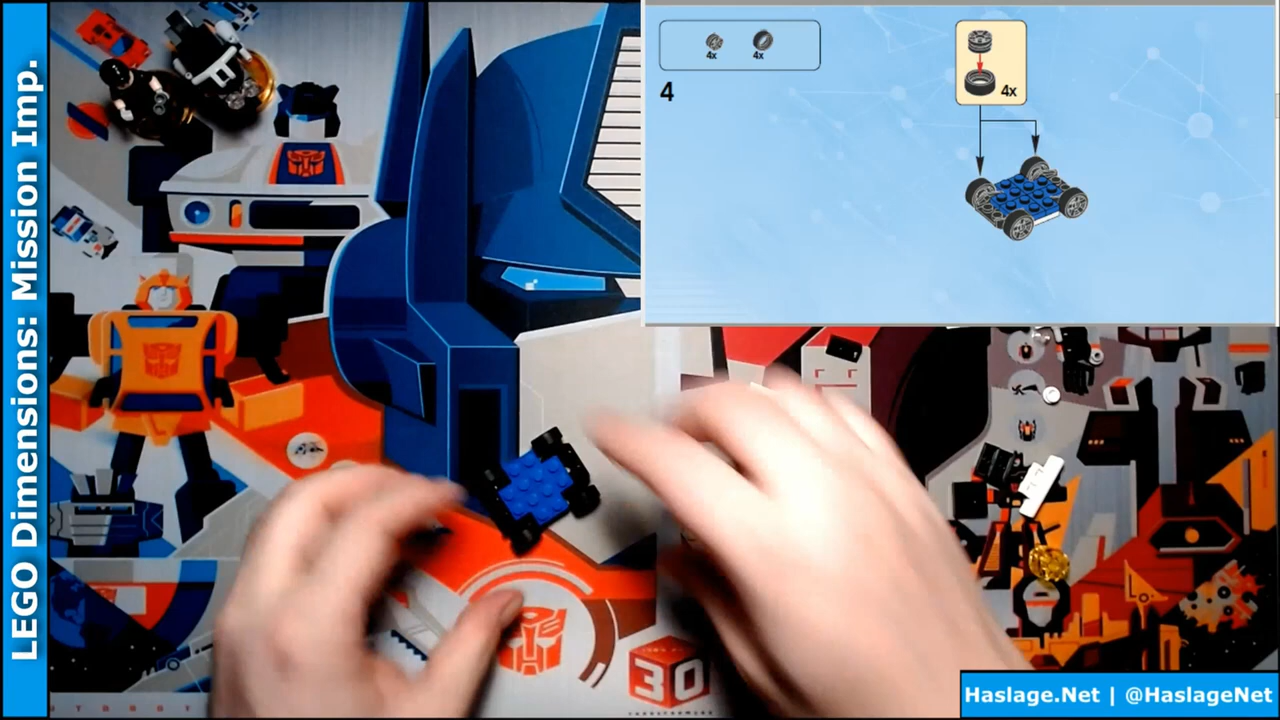 LEGO Dimensions: Mission Imp.
4x
4x
4
4x
30
Haslage.Net | @HaslageNet